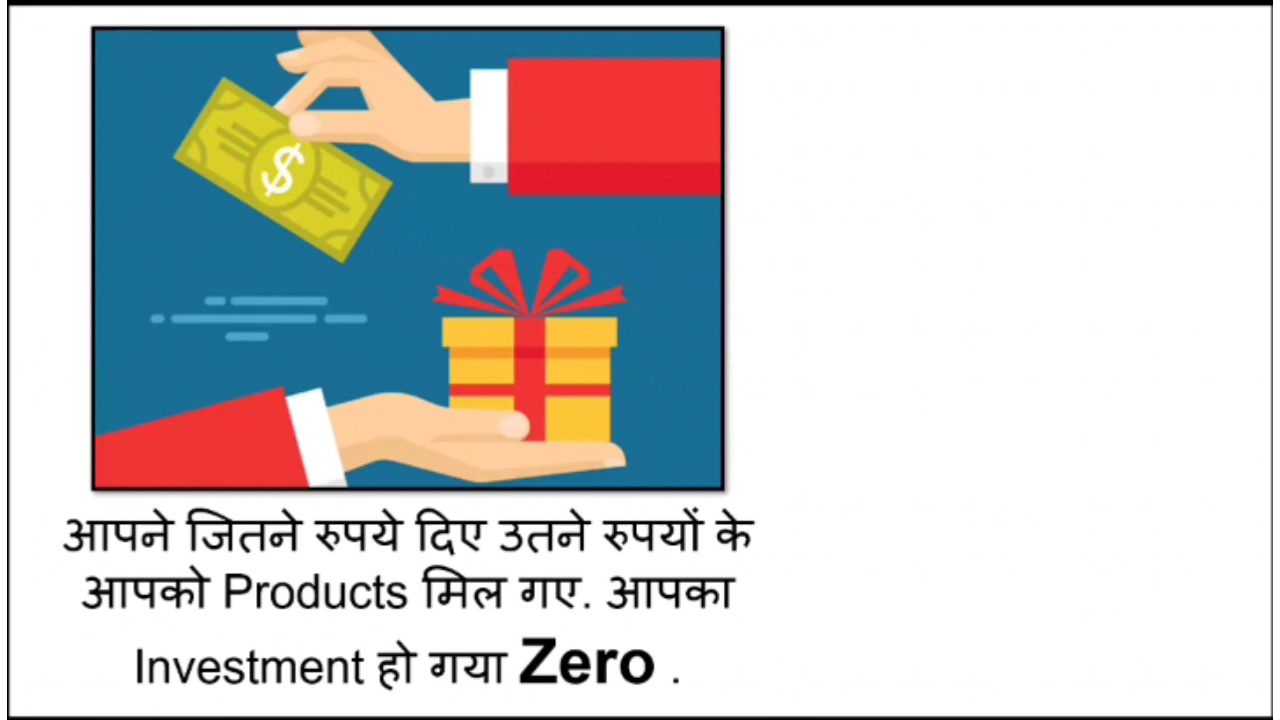 $
आपने जितने रुपये दिए उतने रुपयों के
आपको Products मिल गए. आपका
Investment हो गया Zero .